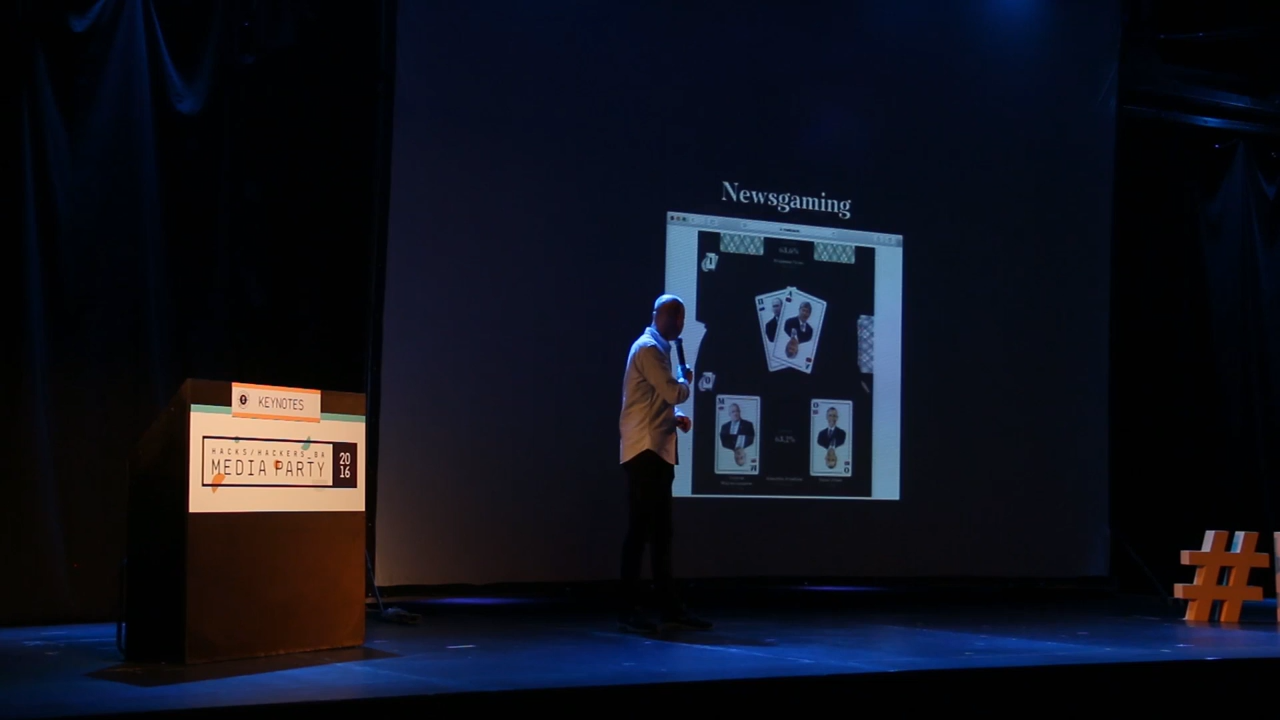 Newsgaming
KEYNOTES
HACKS/HACKERS_BA
MEDIA PARTY
20
16
#